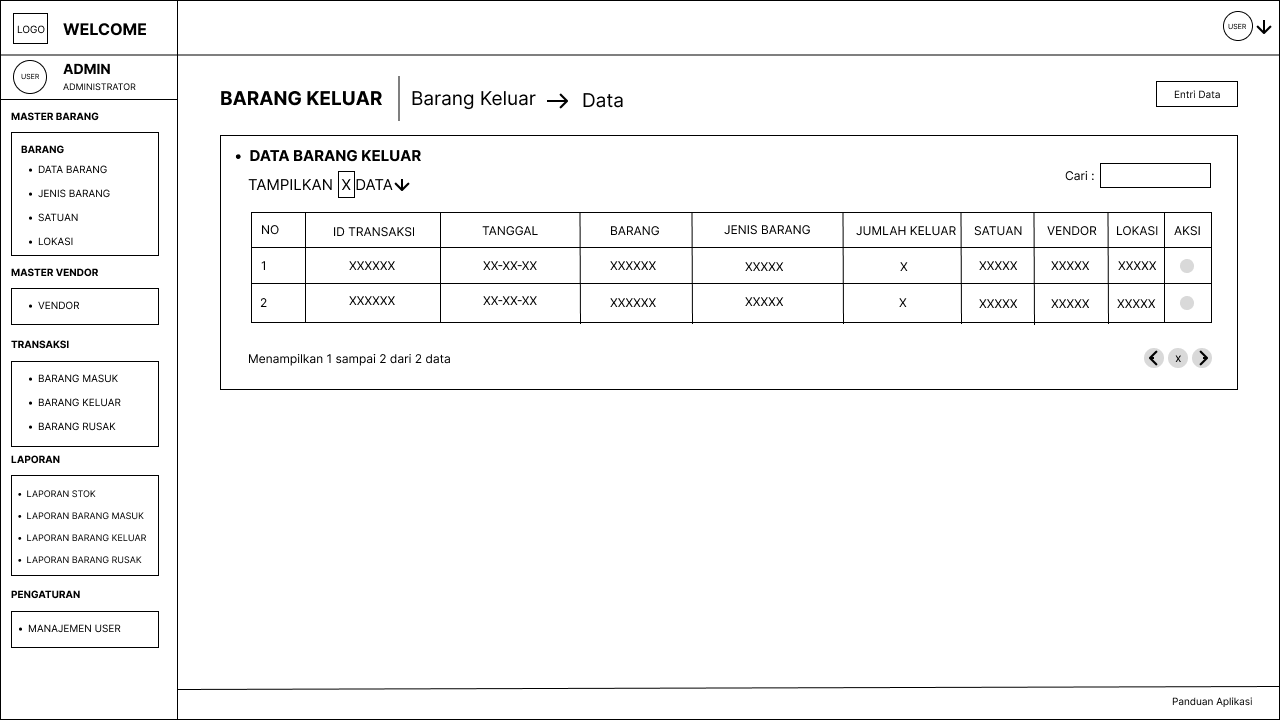 LOGO WELCOME
USER
USER ADMIN
ADMINISTRATOR
MASTER BARANG
BARANG
• DATA BARANG
• JENIS BARANG
• SATUAN
• LOKASI
MASTER VENDOR
• VENDOR
TRANSAKSI
• BARANG MASUK
• BARANG KELUAR
• BARANG RUSAK
LAPORAN
• LAPORAN STOK
• LAPORAN BARANG MASUK
• LAPORAN BARANG KELUAR
• LAPORAN BARANG RUSAK
PENGATURAN
• MANAJEMEN USER
BARANG KELUAR Barang Keluar → Data
Entri Data
• DATA BARANG KELUAR
TAMPILKAN X DATA
Cari :
NO ID TRANSAKSI TANGGAL BARANG JENIS BARANG JUMLAH KELUAR SATUAN VENDOR LOKASI AKSI
1 XXXXXX XX-XX-XX XXXXXX XXXXX X XXXXX XXXXX XXXXX
2 XXXXXX XX-XX-XX XXXXXX XXXXX X XXXXX XXXXX XXXXX
Menampilkan 1 sampai 2 dari 2 data
x
Panduan Aplikasi